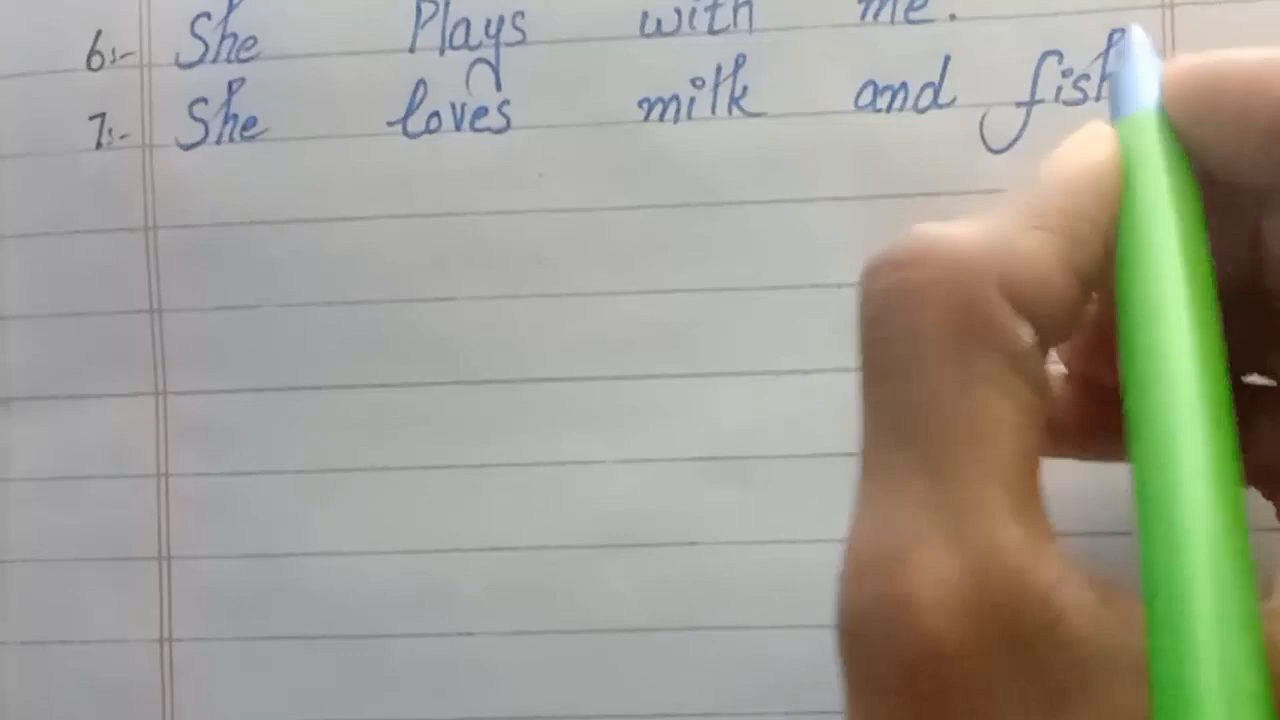 6:- She Plays with me.
7:- She loves milk and fish